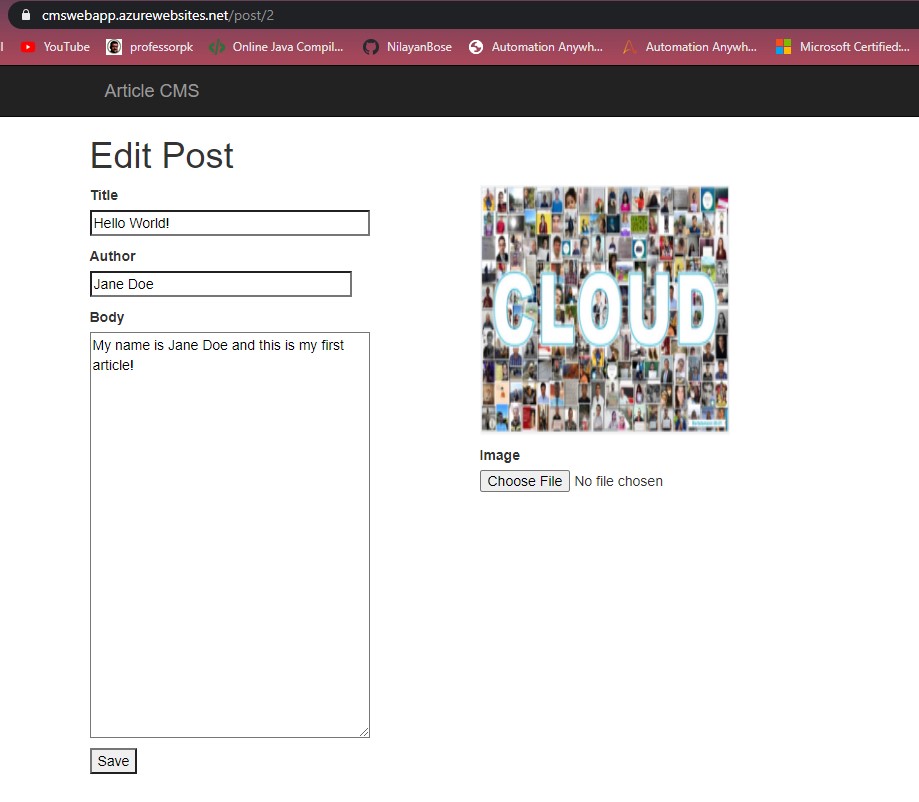 cmswebapp.azurewebsites.net/post/2
YouTube professorpk Online Java Compil... NilayanBose Automation Anywh... Automation Anywh... Microsoft Certified:...
Article CMS
Edit Post
Title
Hello World!
Author
Jane Doe
Body
My name is Jane Doe and this is my first
article!
Save
CLOUD
Image
Choose File No file chosen